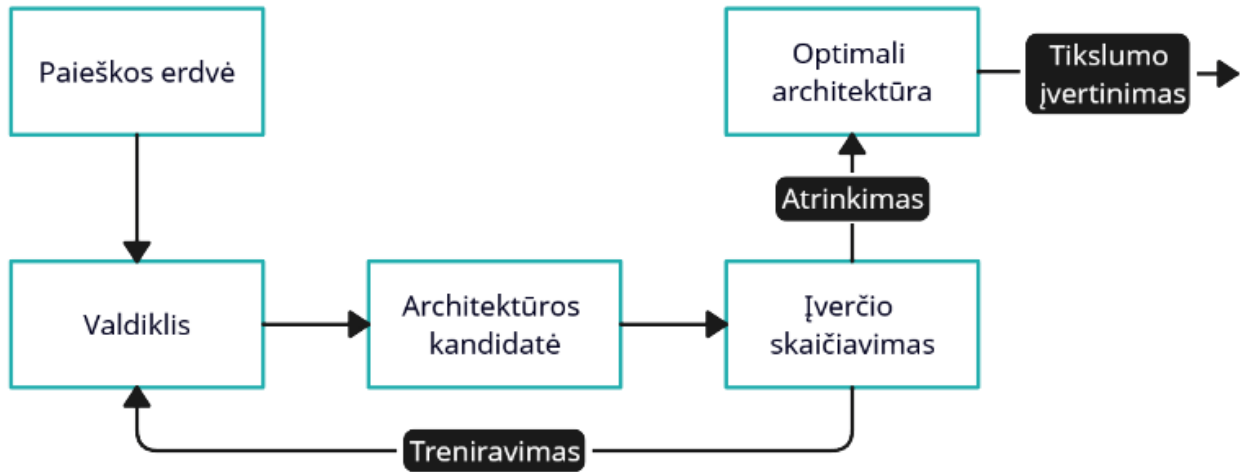 Paieškos erdvė
Optimali
architektūra
Tikslumo
įvertinimas
Atrinkimas
Valdiklis
Architektūros
kandidatė
Įverčio
skaičiavimas
Treniravimas